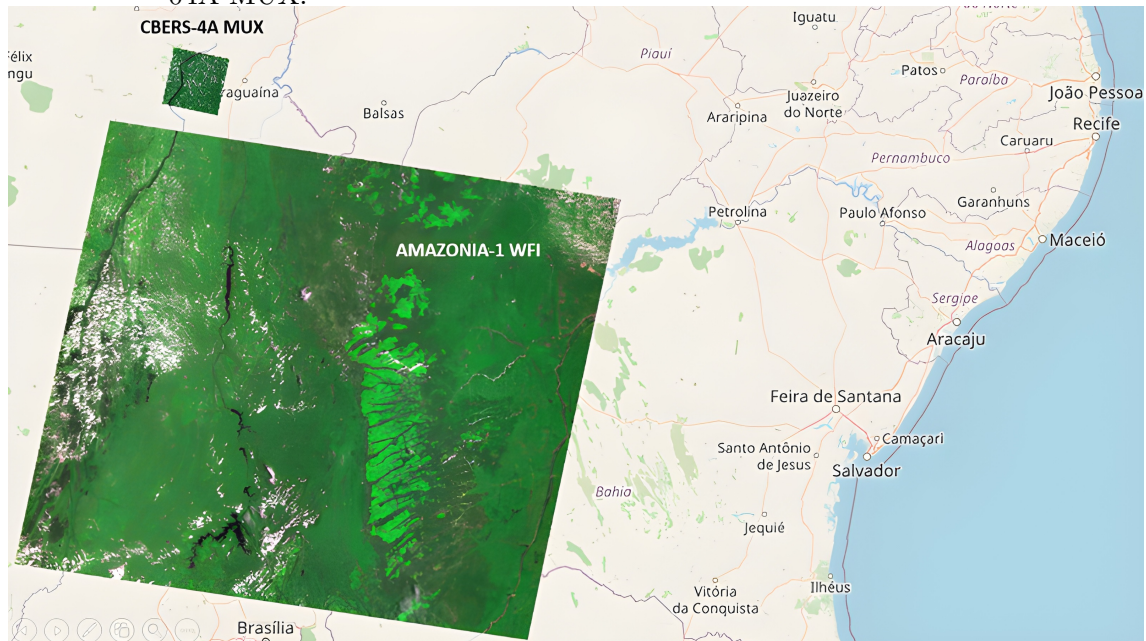 04A MUX.
CBERS-4A MUX
Iguatu
Félix
ngu
Piauí
Patos
Paraíba
raguaína
Balsas
Juazeiro
do Norte
João Pessoa
Araripina
Recife
Caruaru
Pernambuco
Garanhuns
Petrolina
Paulo Afonso
Maceió
Alagoas
AMAZONIA-1 WFI
Sergipe
Aracaju
Feira de Santana
Camaçari
Santo Antônio
de Jesus
Salvador
Bahia
Jequié
Ilhéus
Vitória
da Conquista
Brasília